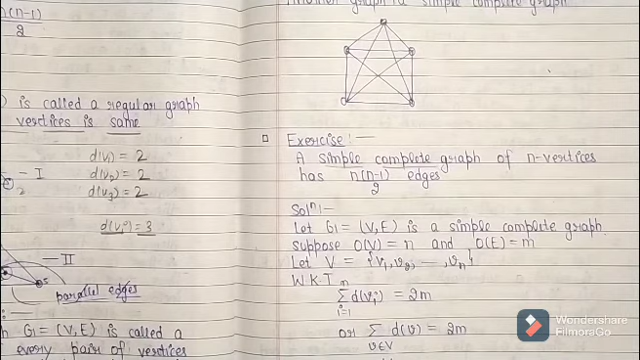 n(n-1)
2
) is called a regular graph
vertices is same
d(v₁) = 2
- I d(v₂) = 2
d(v₃) = 2
d(vᵢ) = 3
- II
parallel edges
G = (V,E) is called a
every pair of vertices
graph is simple complete graph
Exercise:-
A simple complete graph of n-vertices
has n(n-1)/2 edges
Solⁿ:-
Let G = (V,E) is a simple complete graph
suppose O(V) = n and O(E) = m
Let V = {v₁, v₂, —, vₙ}
W.K.T
n
∑ d(vᵢ) = 2m
i=1
or ∑ d(v) = 2m
v∈V
Wondershare
FilmoraGo